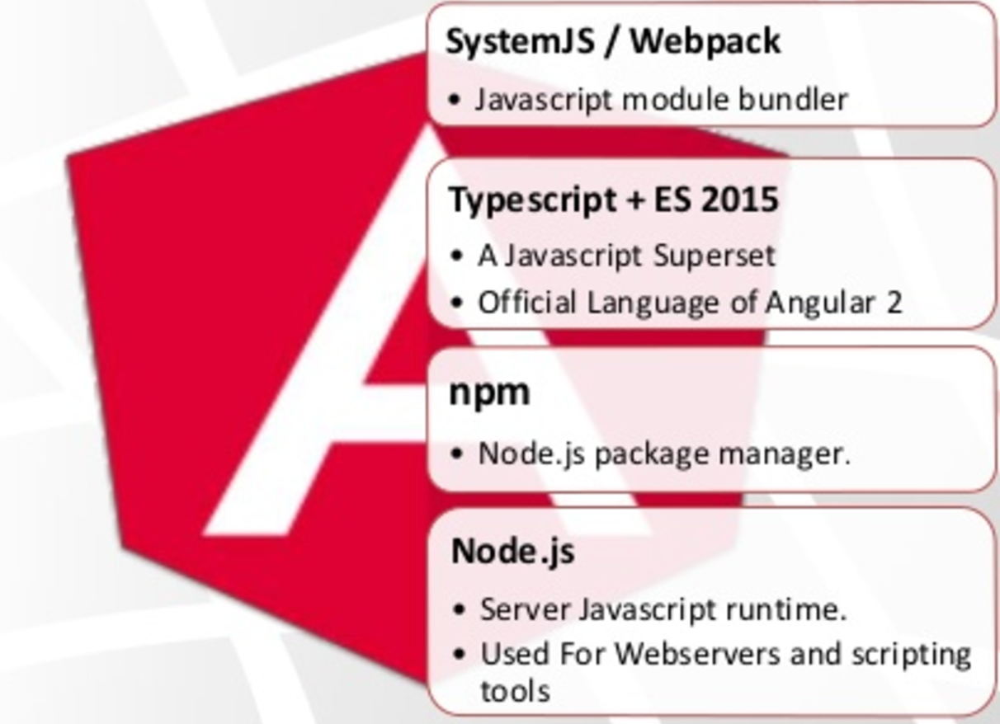 SystemJS / Webpack
• Javascript module bundler
Typescript + ES 2015
• A Javascript Superset
• Official Language of Angular 2
npm
• Node.js package manager.
Node.js
• Server Javascript runtime.
• Used For Webservers and scripting
tools